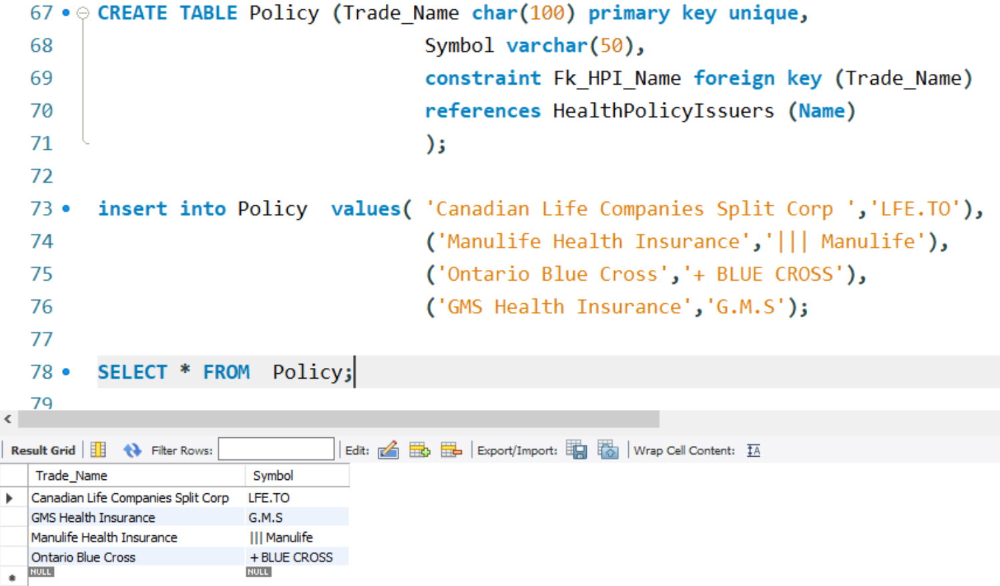 67 CREATE TABLE Policy (Trade_Name char(100) primary key unique,
68 Symbol varchar(50),
69 constraint Fk_HPI_Name foreign key (Trade_Name)
70 references HealthPolicyIssuers (Name)
71 );
72
73 insert into Policy  values( 'Canadian Life Companies Split Corp ','LFE.TO'),
74 ('Manulife Health Insurance','||| Manulife'),
75 ('Ontario Blue Cross','+ BLUE CROSS'),
76 ('GMS Health Insurance','G.M.S');
77
78 SELECT * FROM  Policy;
79
Result Grid Filter Rows: Edit: Export/Import: Wrap Cell Content: IA
Trade_Name Symbol
Canadian Life Companies Split Corp LFE.TO
GMS Health Insurance G.M.S
Manulife Health Insurance ||| Manulife
Ontario Blue Cross + BLUE CROSS
NULL NULL